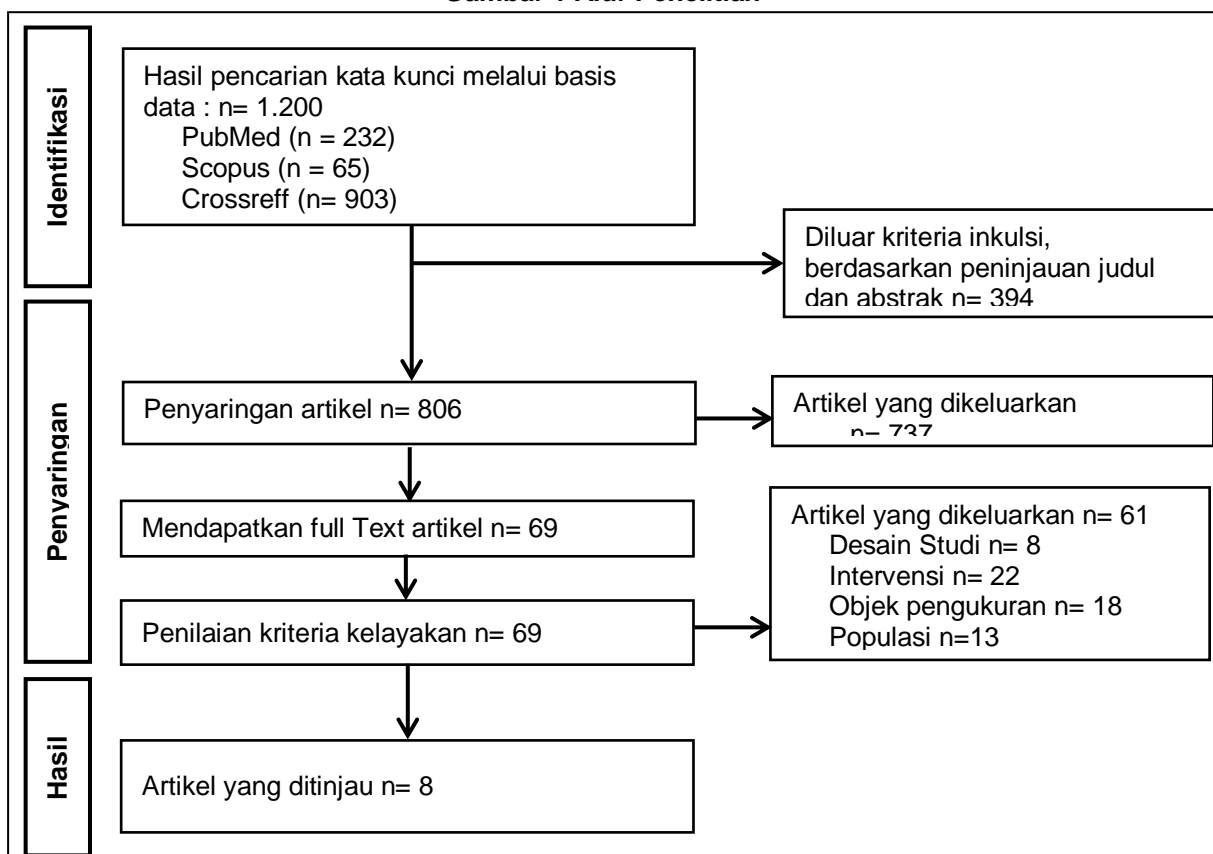 Identifikasi
Hasil pencarian kata kunci melalui basis
data : n= 1.200
PubMed (n = 232)
Scopus (n = 65)
Crossreff (n= 903)
Diluar kriteria inkulsi,
berdasarkan peninjauan judul
dan abstrak n= 394
Penyaringan
Penyaringan artikel n= 806
Artikel yang dikeluarkan
n= 737
Mendapatkan full Text artikel n= 69
Penilaian kriteria kelayakan n= 69
Artikel yang dikeluarkan n= 61
Desain Studi n= 8
Intervensi n= 22
Objek pengukuran n= 18
Populasi n=13
Hasil
Artikel yang ditinjau n= 8